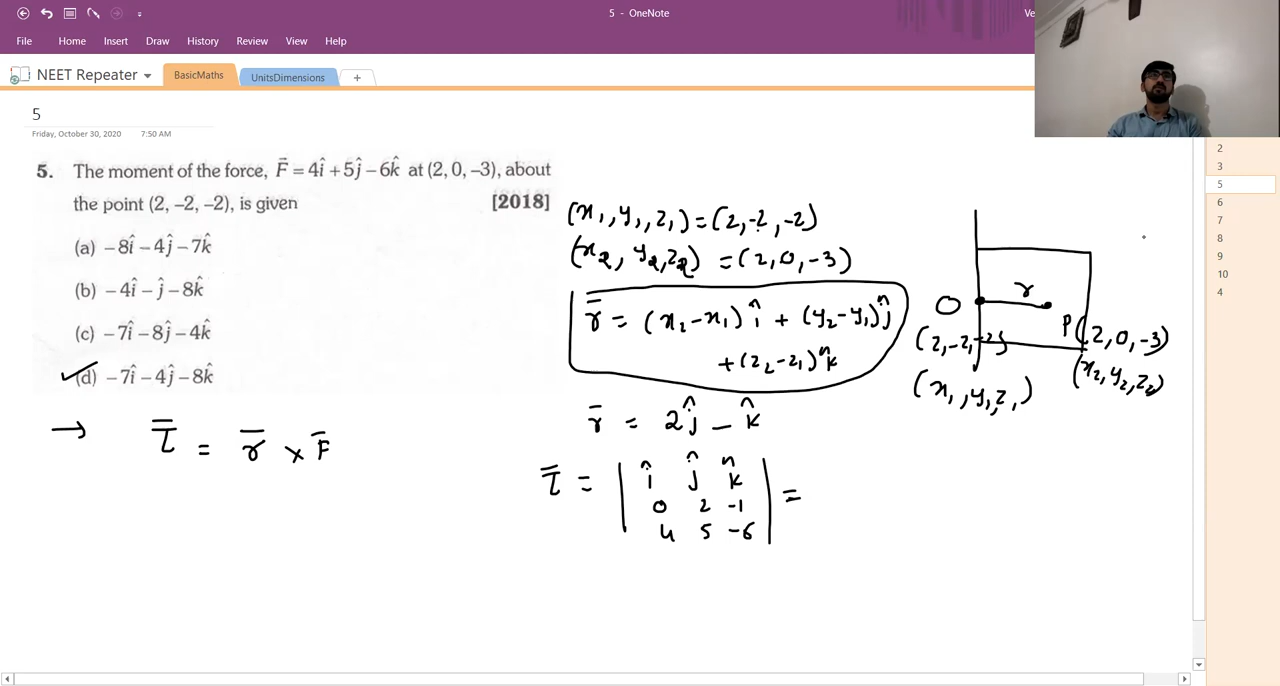 5 - OneNote
Ve
File Home Insert Draw History Review View Help
NEET Repeater
BasicMaths
UnitsDimensions
+
5
Friday, October 30, 2020 7:50 AM
5. The moment of the force, F⃗ = 4î + 5ĵ − 6k̂ at (2, 0, –3), about
the point (2, –2, –2), is given [2018]
(a) −8î − 4ĵ − 7k̂
(b) −4î − ĵ − 8k̂
(c) −7î − 8ĵ − 4k̂
(d) −7î − 4ĵ − 8k̂
→ τ̄ = r̄ × F̄
(x₁, y₁, z₁) = (2, -2, -2)
(x₂, y₂, z₂) = (2, 0, -3)
r̄ = (x₂ - x₁) î + (y₂ - y₁) ĵ
+ (z₂ - z₁) k̂
r̄ = 2ĵ - k̂
τ̄ = | î ĵ k̂ | =
0 2 -1
4 5 -6
r
O
P(2, 0, -3)
(2, -2, -2)
(x₂, y₂, z₂)
(x₁, y₁, z₁)
2
3
5
6
7
8
9
10
4